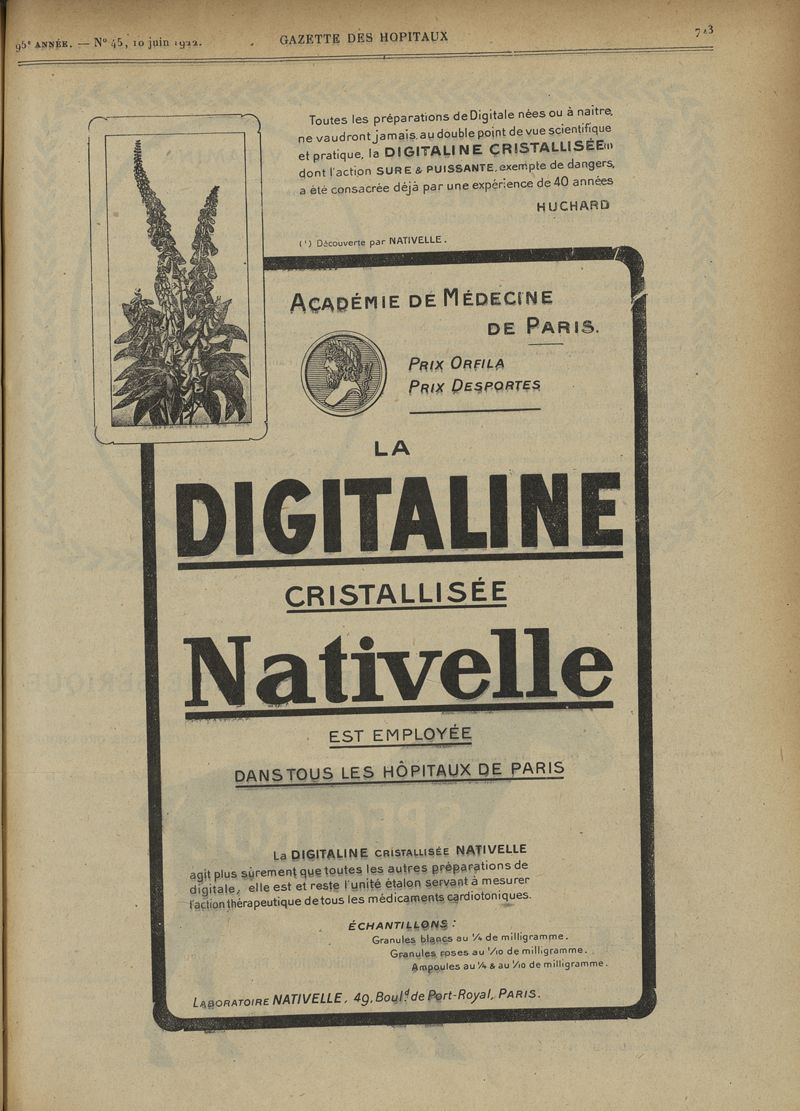 95e ANNÉE. — No 45, 10 juin 1922.
GAZETTE DES HOPITAUX
713
Toutes les préparations de Digitale nées ou à naitre,
ne vaudront jamais, au double point de vue scientifique
et pratique, la DIGITALINE CRISTALLISÉE(1)
dont l'action SURE & PUISSANTE, exempte de dangers,
a été consacrée déjà par une expérience de 40 années
HUCHARD
(1) Découverte par NATIVELLE.
ACADÉMIE DE MÉDECINE
DE PARIS.
PRIX ORFILA
PRIX DESPORTES
LA
DIGITALINE
CRISTALLISÉE
Nativelle
EST EMPLOYÉE
DANS TOUS LES HÔPITAUX DE PARIS
La DIGITALINE CRISTALLISÉE NATIVELLE
agit plus sûrement que toutes les autres préparations de
digitale, elle est et reste l'unité étalon servant à mesurer
l'action thérapeutique de tous les médicaments cardiotoniques.
ÉCHANTILLONS :
Granules blancs au 1/4 de milligramme.
Granules roses au 1/10 de milligramme.
Ampoules au 1/4 & au 1/10 de milligramme.
LABORATOIRE NATIVELLE, 49, Boul.d de Port-Royal, PARIS.